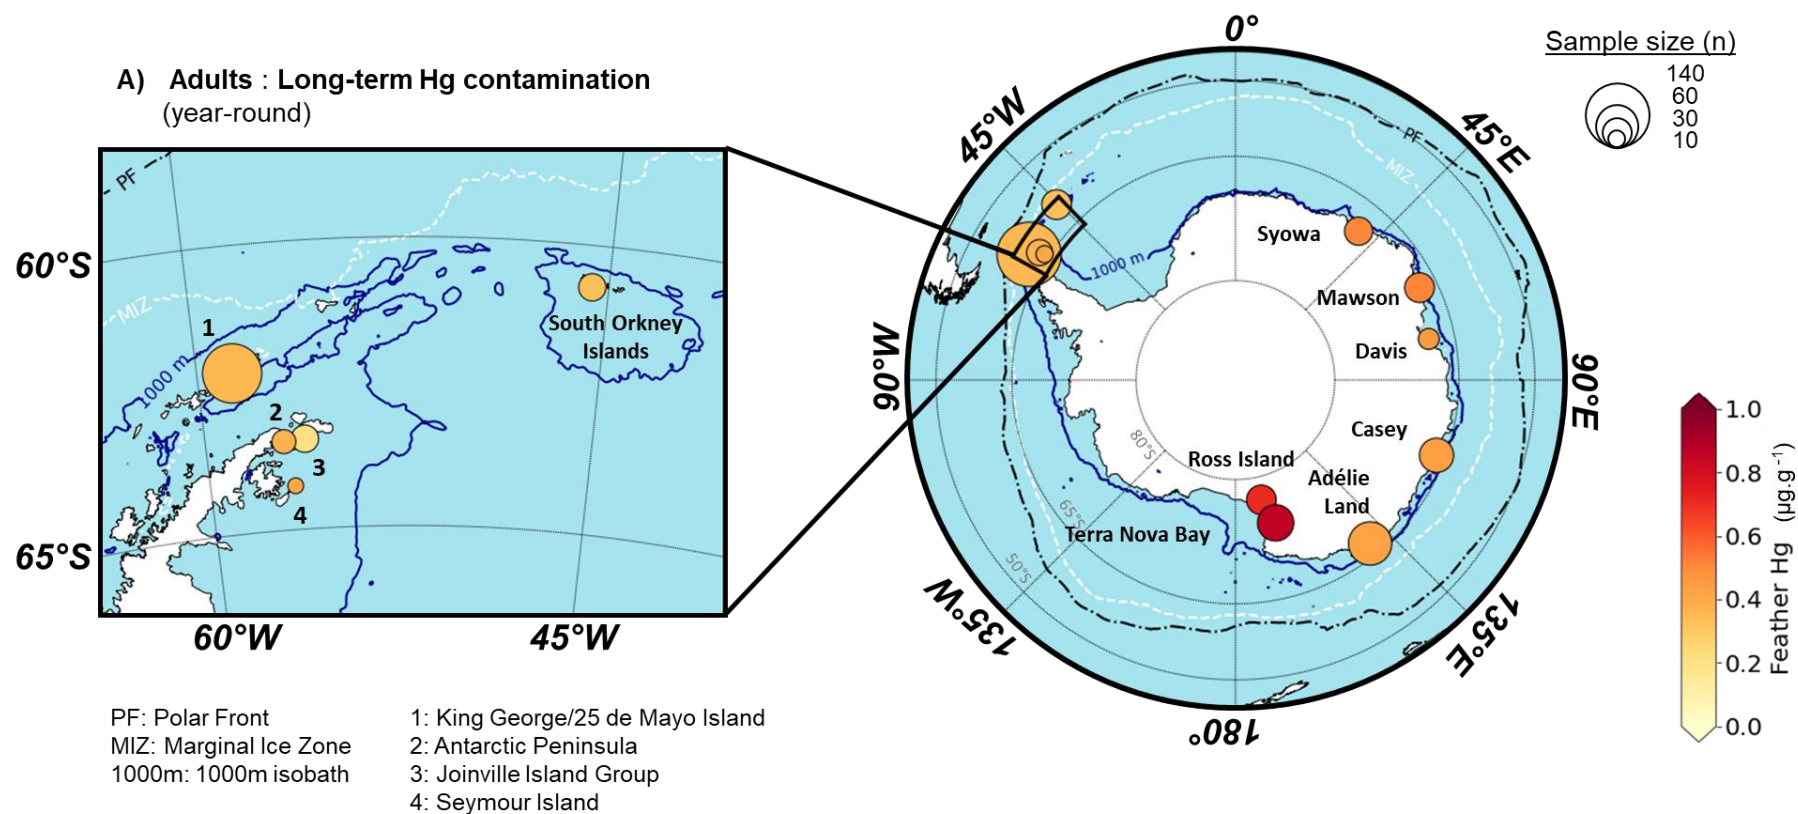 A) Adults : Long-term Hg contamination
(year-round)
PF
60°S
MIZ
1
1000 m
2
3
4
South Orkney
Islands
65°S
60°W
45°W
PF: Polar Front
MIZ: Marginal Ice Zone
1000m: 1000m isobath
1: King George/25 de Mayo Island
2: Antarctic Peninsula
3: Joinville Island Group
4: Seymour Island
0°
45°W
45°E
PF
MIZ
1000 m
Syowa
Mawson
Davis
90°W
90°E
Casey
80°S
Ross Island
Adélie
Land
65°S
Terra Nova Bay
50°S
135°W
135°E
180°
Sample size (n)
140
60
30
10
1.0
0.8
0.6
0.4
0.2
0.0
Feather Hg (µg.g⁻¹)